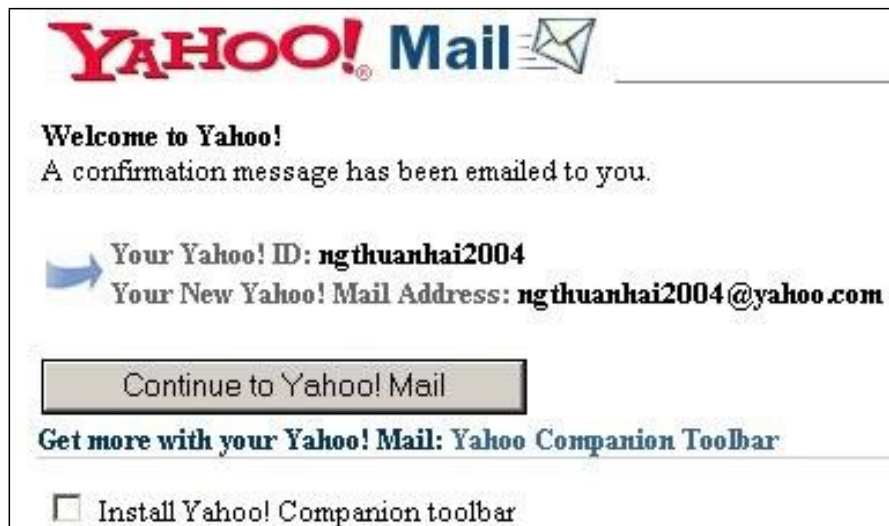 YAHOO!® Mail
Welcome to Yahoo!
A confirmation message has been emailed to you.
Your Yahoo! ID: ngthuanhai2004
Your New Yahoo! Mail Address: ngthuanhai2004@yahoo.com
Continue to Yahoo! Mail
Get more with your Yahoo! Mail: Yahoo Companion Toolbar
Install Yahoo! Companion toolbar